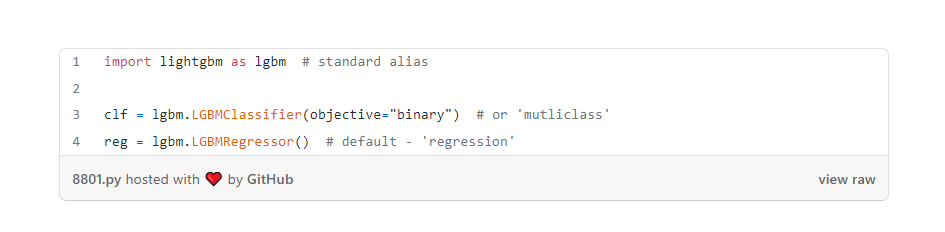 1 import lightgbm as lgbm  # standard alias
2
3 clf = lgbm.LGBMClassifier(objective="binary")  # or 'mutliclass'
4 reg = lgbm.LGBMRegressor()  # default - 'regression'
8801.py hosted with ❤ by GitHub view raw